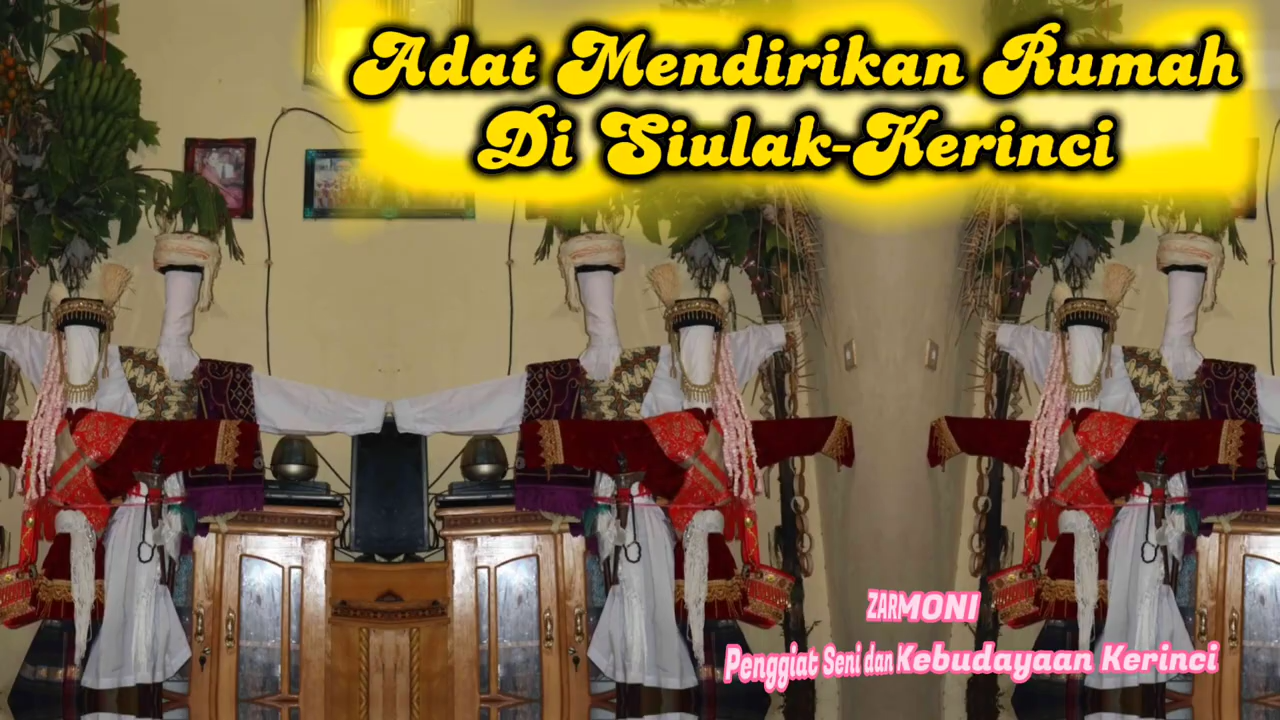 Adat Mendirikan Rumah
Di Siulak-Kerinci
ZARMONI
Penggiat Seni dan Kebudayaan Kerinci